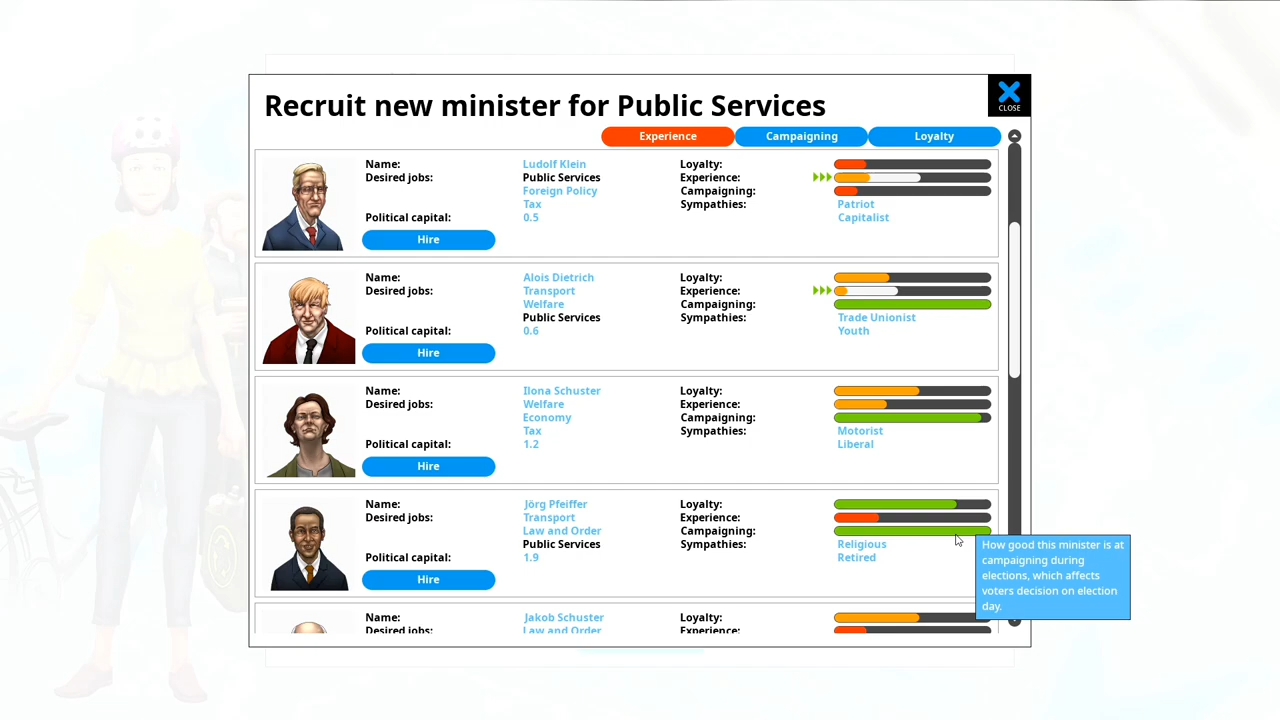 Recruit new minister for Public Services
CLOSE
Experience Campaigning Loyalty
Name: Ludolf Klein Loyalty:
Desired jobs: Public Services Experience:
Foreign Policy Campaigning:
Tax Sympathies: Patriot
Political capital: 0.5 Capitalist
Hire
Name: Alois Dietrich Loyalty:
Desired jobs: Transport Experience:
Welfare Campaigning:
Public Services Sympathies: Trade Unionist
Political capital: 0.6 Youth
Hire
Name: Ilona Schuster Loyalty:
Desired jobs: Welfare Experience:
Economy Campaigning:
Tax Sympathies: Motorist
Political capital: 1.2 Liberal
Hire
Name: Jörg Pfeiffer Loyalty:
Desired jobs: Transport Experience:
Law and Order Campaigning:
Public Services Sympathies: Religious
Political capital: 1.9 Retired
Hire
How good this minister is at
campaigning during
elections, which affects
voters decision on election
day.
Name: Jakob Schuster Loyalty:
Desired jobs: Law and Order Experience: